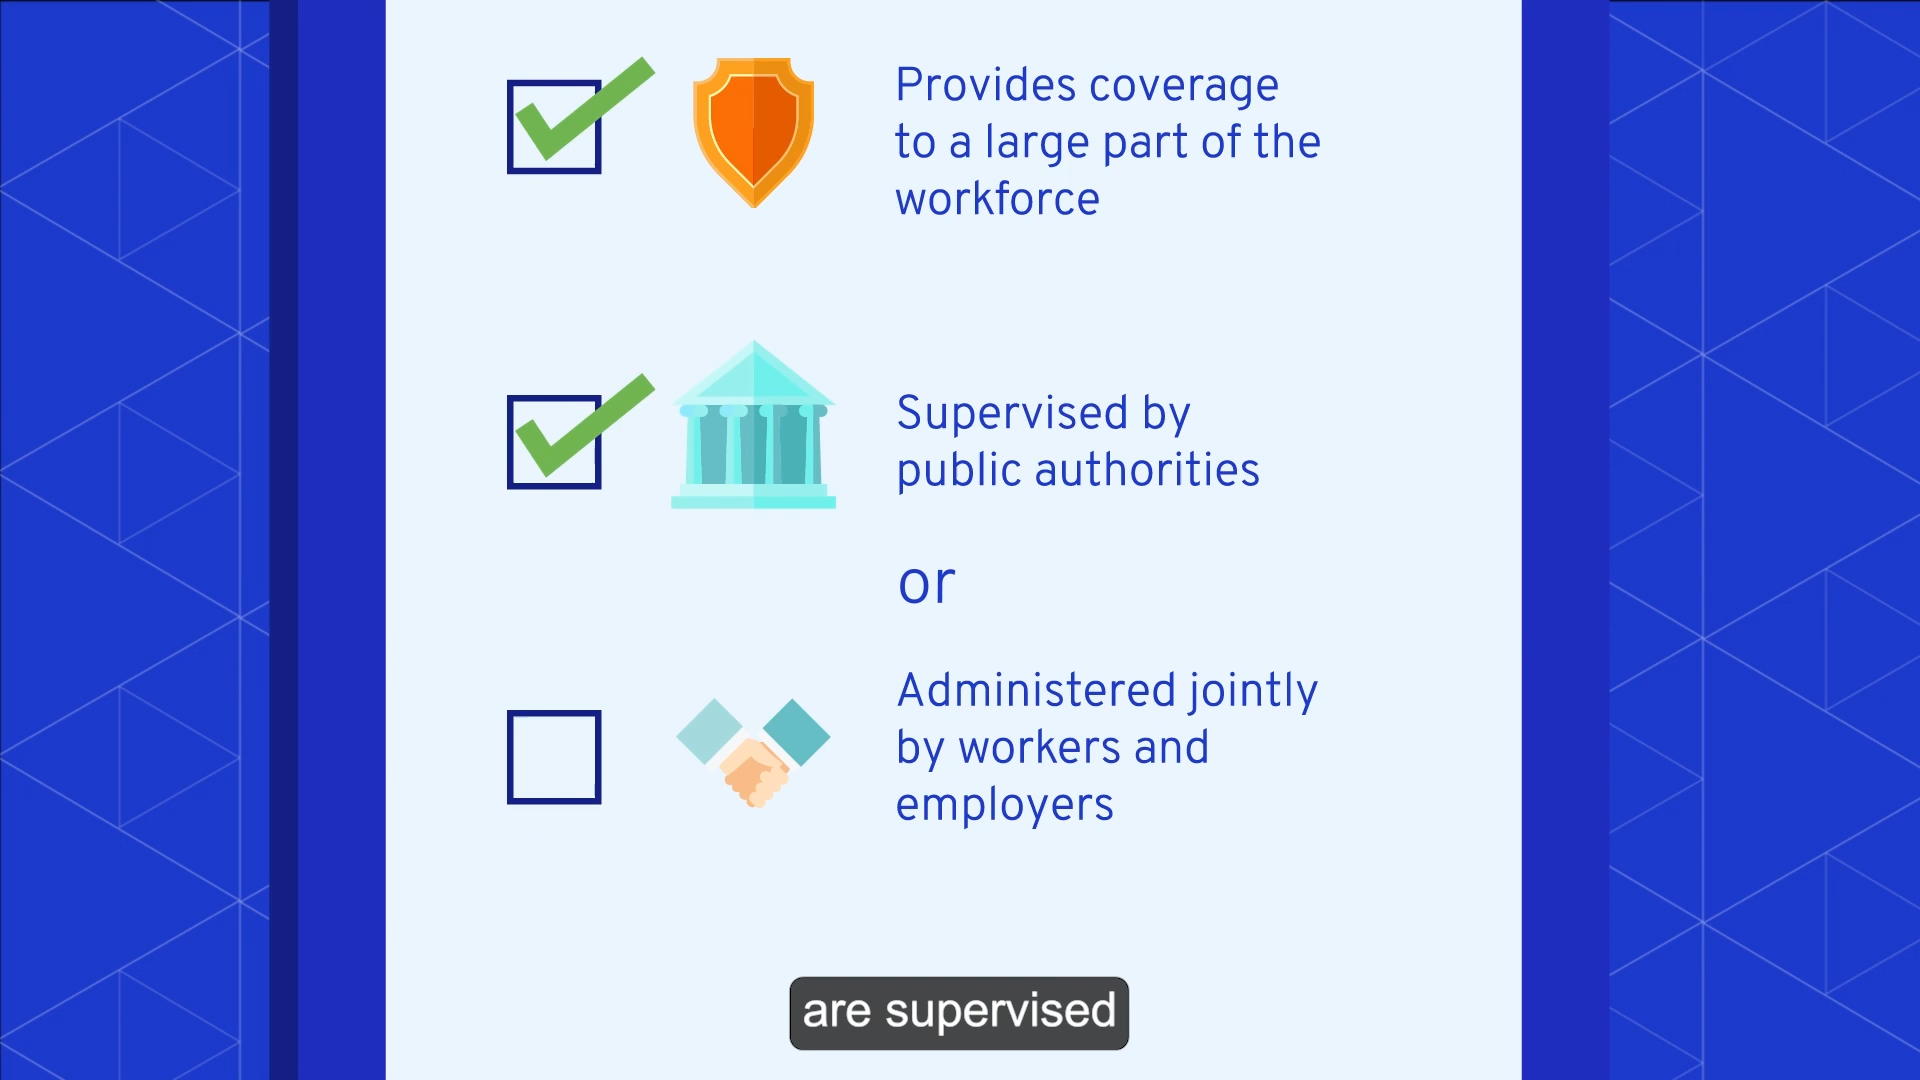 Provides coverage
to a large part of the
workforce
Supervised by
public authorities
or
Administered jointly
by workers and
employers
are supervised